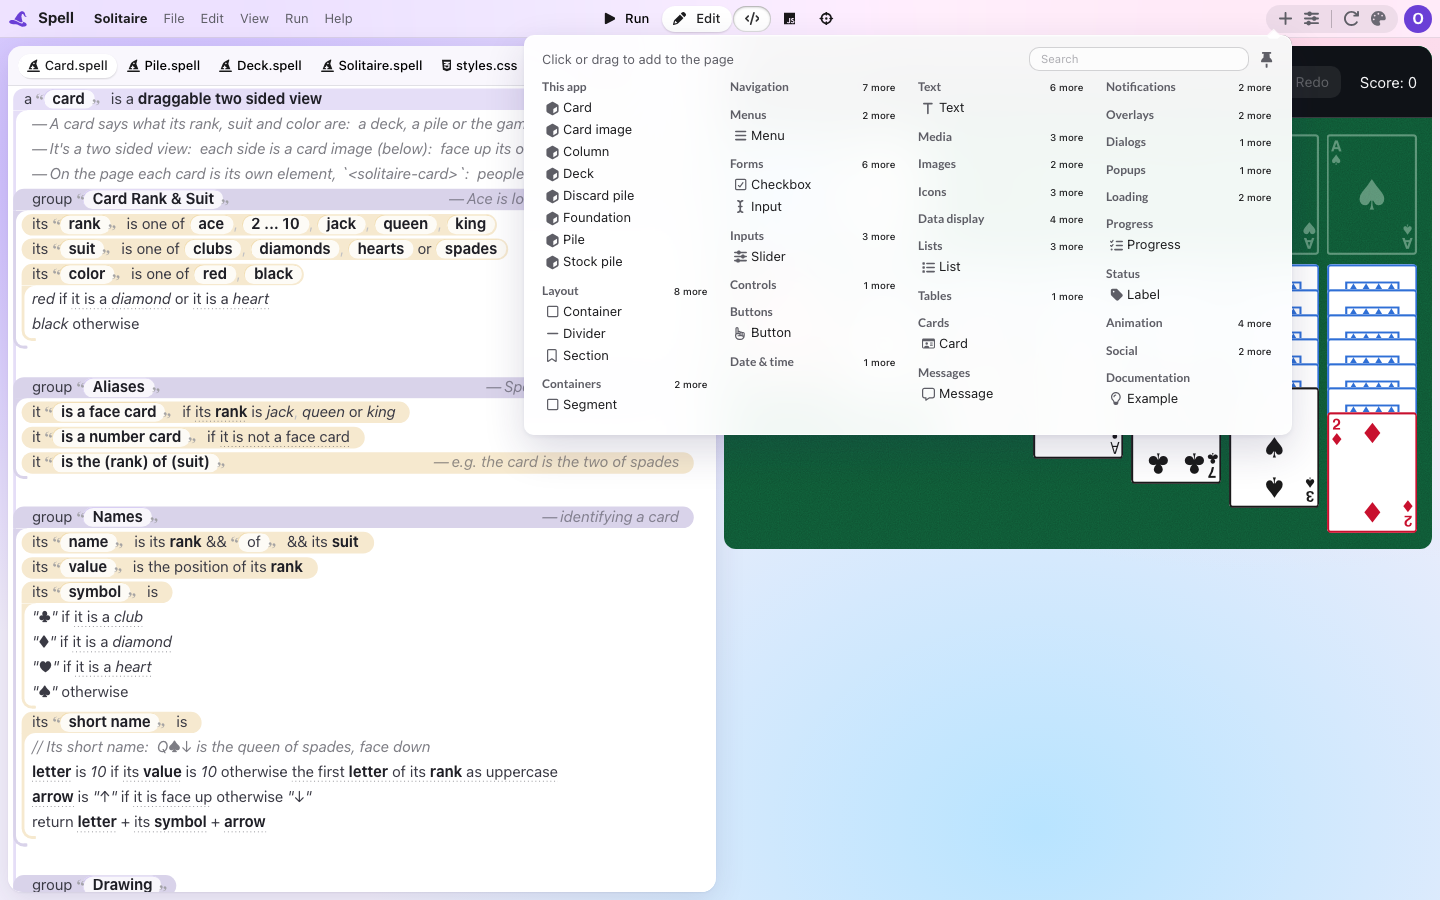 Spell Solitaire File Edit View Run Help Run Edit </> JS O
Card.spell Pile.spell Deck.spell Solitaire.spell styles.css
Redo Score: 0
a “ card ” is a draggable two sided view
— A card says what its rank, suit and color are: a deck, a pile or the gam
— It's a two sided view: each side is a card image (below): face up its o
— On the page each card is its own element, `<solitaire-card>`: people
group “ Card Rank & Suit ” — Ace is lo
its “ rank ” is one of ace , 2 ... 10 , jack , queen , king
its “ suit ” is one of clubs , diamonds , hearts or spades
its “ color ” is one of red , black
red if it is a diamond or it is a heart
black otherwise
group “ Aliases ” — Spe
it “ is a face card ” if its rank is jack, queen or king
it “ is a number card ” if it is not a face card
it “ is the (rank) of (suit) ” — e.g. the card is the two of spades
group “ Names ” — identifying a card
its “ name ” is its rank && “ of ” && its suit
its “ value ” is the position of its rank
its “ symbol ” is
"♣" if it is a club
"♦" if it is a diamond
"♥" if it is a heart
"♠" otherwise
its “ short name ” is
// Its short name: Q♠↓ is the queen of spades, face down
letter is 10 if its value is 10 otherwise the first letter of its rank as uppercase
arrow is "↑" if it is face up otherwise "↓"
return letter + its symbol + arrow
group “ Drawing ”
Click or drag to add to the page Search
This app
Card
Card image
Column
Deck
Discard pile
Foundation
Pile
Stock pile
Layout 8 more
Container
Divider
Section
Containers 2 more
Segment
Navigation 7 more
Menus 2 more
Menu
Forms 6 more
Checkbox
Input
Inputs 3 more
Slider
Controls 1 more
Buttons
Button
Date & time 1 more
Text 6 more
Text
Media 3 more
Images 2 more
Icons 3 more
Data display 4 more
Lists 3 more
List
Tables 1 more
Cards
Card
Messages
Message
Notifications 2 more
Overlays 2 more
Dialogs 1 more
Popups 1 more
Loading 2 more
Progress
Progress
Status
Label
Animation 4 more
Social 2 more
Documentation
Example
A
A
A
A
7
3
2
2